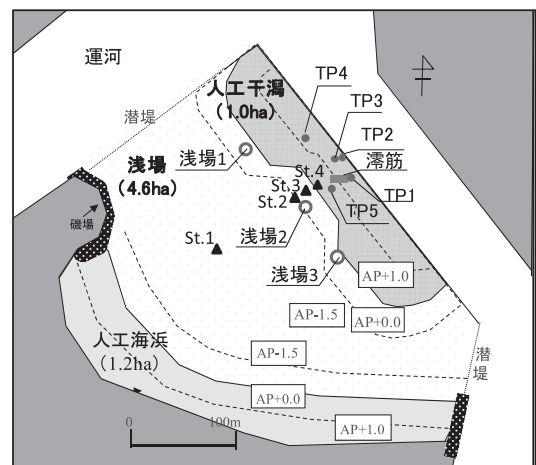 運河
人工干潟
（1.0ha）
TP4
TP3
TP2
澪筋
TP1
TP5
潜堤
浅場
（4.6ha）
浅場1
St.4
St.3
St.2
磯場
St.1
浅場2
浅場3
AP+1.0
AP-1.5
AP+0.0
人工海浜
（1.2ha）
AP-1.5
潜堤
AP+0.0
AP+1.0
0
100m